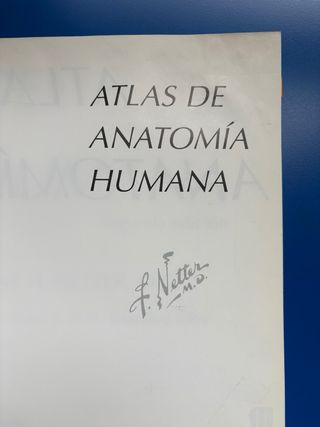 ATLAS DE
ANATOMÍA
HUMANA
F. Netter
M.D.